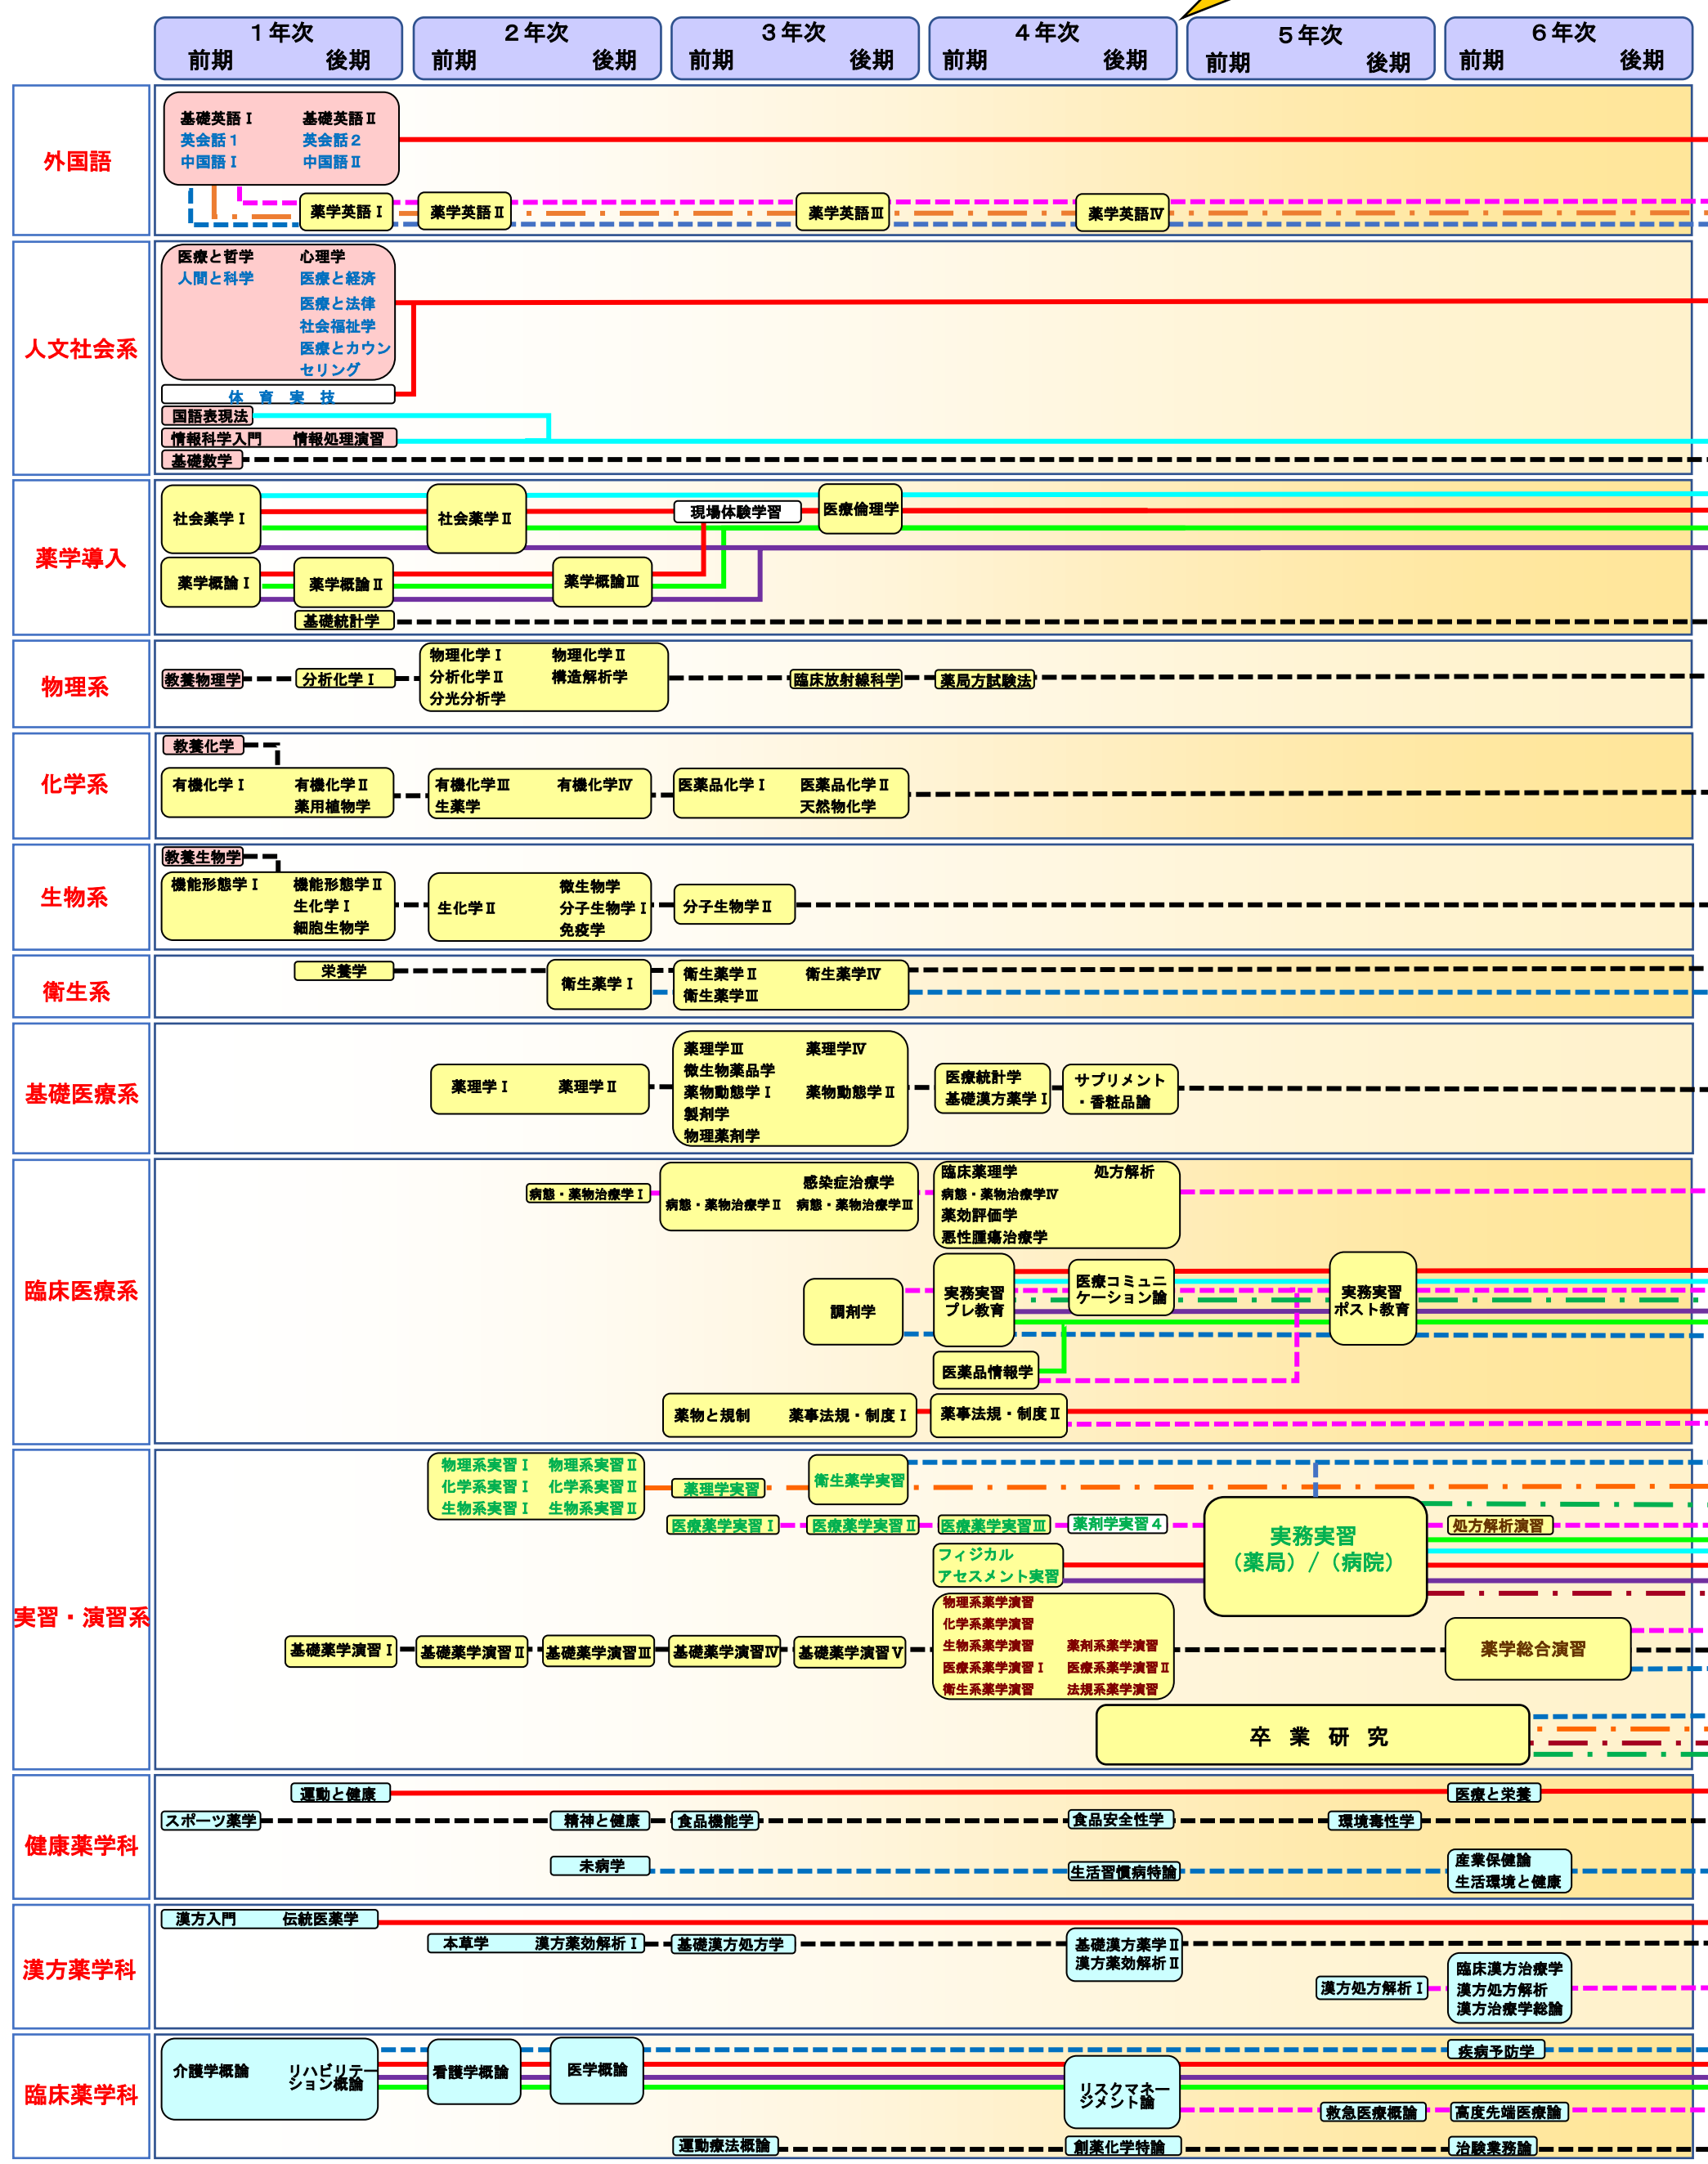 １年次
前期 後期
２年次
前期 後期
３年次
前期 後期
４年次
前期 後期
５年次
前期 後期
６年次
前期 後期
外国語
基礎英語Ⅰ 基礎英語Ⅱ
英会話１ 英会話２
中国語Ⅰ 中国語Ⅱ
薬学英語Ⅰ 薬学英語Ⅱ 薬学英語Ⅲ 薬学英語Ⅳ
人文社会系
医療と哲学 心理学
人間と科学 医療と経済
医療と法律
社会福祉学
医療とカウン
セリング
体 育 実 技
国語表現法
情報科学入門 情報処理演習
基礎数学
薬学導入
社会薬学Ⅰ 社会薬学Ⅱ 現場体験学習 医療倫理学
薬学概論Ⅰ 薬学概論Ⅱ 薬学概論Ⅲ
基礎統計学
物理系
物理化学Ⅰ 物理化学Ⅱ
教養物理学 分析化学Ⅰ 分析化学Ⅱ 構造解析学 臨床放射線科学 薬局方試験法
分光分析学
化学系
教養化学
有機化学Ⅰ 有機化学Ⅱ 有機化学Ⅲ 有機化学Ⅳ 医薬品化学Ⅰ 医薬品化学Ⅱ
薬用植物学 生薬学 天然物化学
生物系
教養生物学
機能形態学Ⅰ 機能形態学Ⅱ 微生物学
生化学Ⅰ 生化学Ⅱ 分子生物学Ⅰ 分子生物学Ⅱ
細胞生物学 免疫学
衛生系
栄養学 衛生薬学Ⅰ 衛生薬学Ⅱ 衛生薬学Ⅳ
衛生薬学Ⅲ
基礎医療系
薬理学Ⅰ 薬理学Ⅱ
薬理学Ⅲ 薬理学Ⅳ
微生物薬品学
薬物動態学Ⅰ 薬物動態学Ⅱ
製剤学
物理薬剤学
医療統計学
基礎漢方薬学Ⅰ
サプリメント
・香粧品論
臨床医療系
病態・薬物治療学Ⅰ
感染症治療学
病態・薬物治療学Ⅱ 病態・薬物治療学Ⅲ
臨床薬理学 処方解析
病態・薬物治療学Ⅳ
薬効評価学
悪性腫瘍治療学
調剤学
実務実習
プレ教育
医療コミュニ
ケーション論
実務実習
ポスト教育
医薬品情報学
薬物と規制 薬事法規・制度Ⅰ 薬事法規・制度Ⅱ
実習・演習系
物理系実習Ⅰ 物理系実習Ⅱ
化学系実習Ⅰ 化学系実習Ⅱ
生物系実習Ⅰ 生物系実習Ⅱ
薬理学実習 衛生薬学実習
医療薬学実習Ⅰ 医療薬学実習Ⅱ 医療薬学実習Ⅲ 薬剤学実習４
フィジカル
アセスメント実習
実務実習
（薬局）/（病院）
処方解析演習
基礎薬学演習Ⅰ 基礎薬学演習Ⅱ 基礎薬学演習Ⅲ 基礎薬学演習Ⅳ 基礎薬学演習Ⅴ
物理系薬学演習
化学系薬学演習
生物系薬学演習 薬剤系薬学演習
医療系薬学演習Ⅰ 医療系薬学演習Ⅱ
衛生系薬学演習 法規系薬学演習
薬学総合演習
卒 業 研 究
健康薬学科
運動と健康 医療と栄養
スポーツ薬学 精神と健康 食品機能学 食品安全性学 環境毒性学
未病学 生活習慣病特論
産業保健論
生活環境と健康
漢方薬学科
漢方入門 伝統医薬学
本草学 漢方薬効解析Ⅰ 基礎漢方処方学
基礎漢方薬学Ⅱ
漢方薬効解析Ⅱ
漢方処方解析Ⅰ
臨床漢方治療学
漢方処方解析
漢方治療学総論
臨床薬学科
介護学概論 リハビリテー
ション概論
看護学概論 医学概論 疾病予防学
リスクマネー
ジメント論
救急医療概論 高度先端医療論
運動療法概論 創薬化学特論 治験業務論